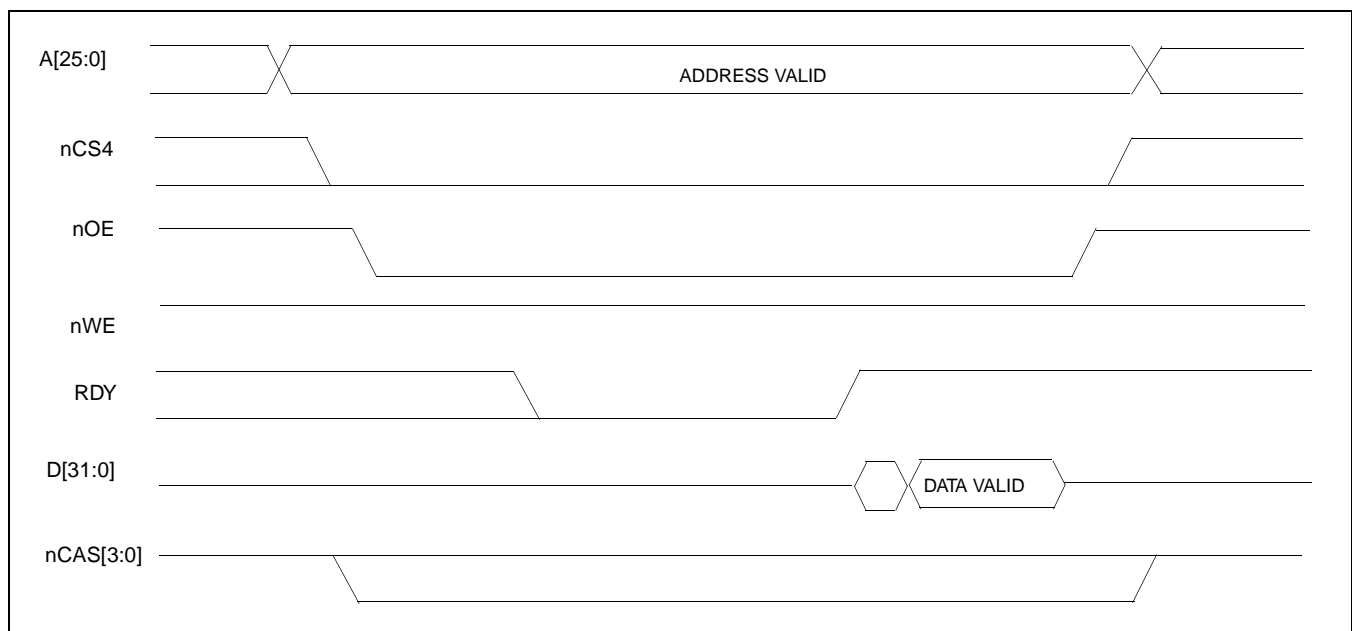 A[25:0]
ADDRESS VALID
nCS4
nOE
nWE
RDY
D[31:0]
DATA VALID
nCAS[3:0]